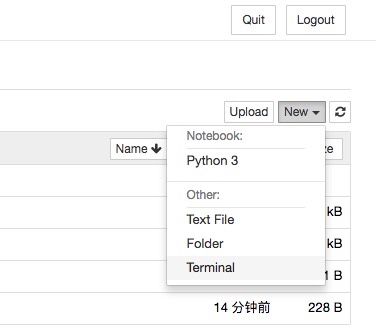 Quit Logout
Upload New
Notebook:
Name ze
Python 3
Other:
Text File
kB
Folder kB
Terminal 1 B
14 分钟前 228 B